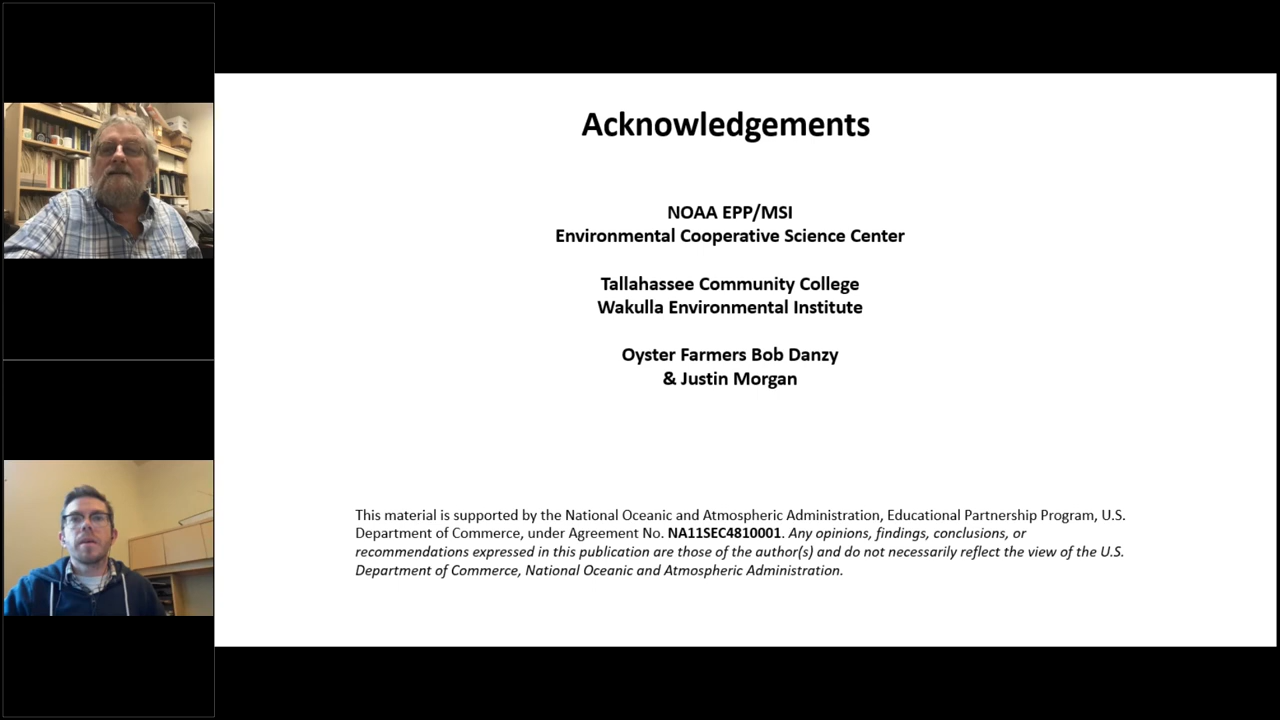 Acknowledgements
NOAA EPP/MSI
Environmental Cooperative Science Center
Tallahassee Community College
Wakulla Environmental Institute
Oyster Farmers Bob Danzy
& Justin Morgan
This material is supported by the National Oceanic and Atmospheric Administration, Educational Partnership Program, U.S.
Department of Commerce, under Agreement No. NA11SEC4810001. Any opinions, findings, conclusions, or
recommendations expressed in this publication are those of the author(s) and do not necessarily reflect the view of the U.S.
Department of Commerce, National Oceanic and Atmospheric Administration.